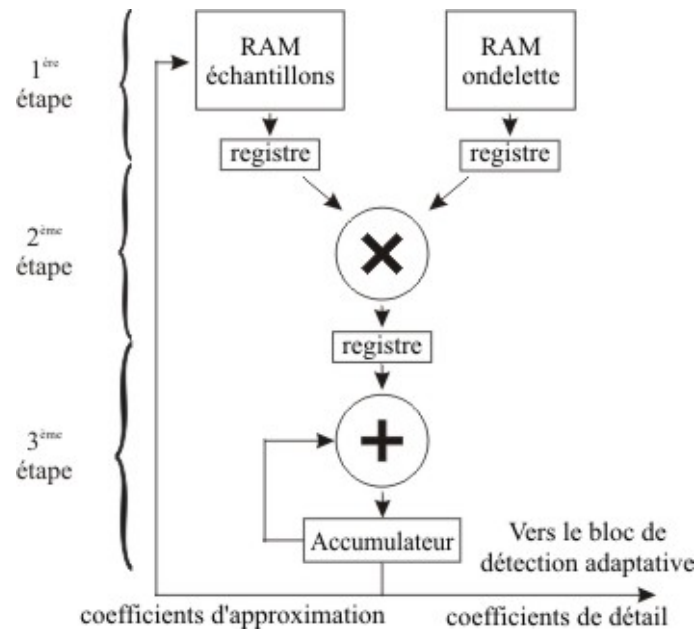 RAM
échantillons
RAM
ondelette
1ère
étape
registre
registre
2ème
étape
registre
3ème
étape
Accumulateur
Vers le bloc de
détection adaptative
coefficients d'approximation
coefficients de détail